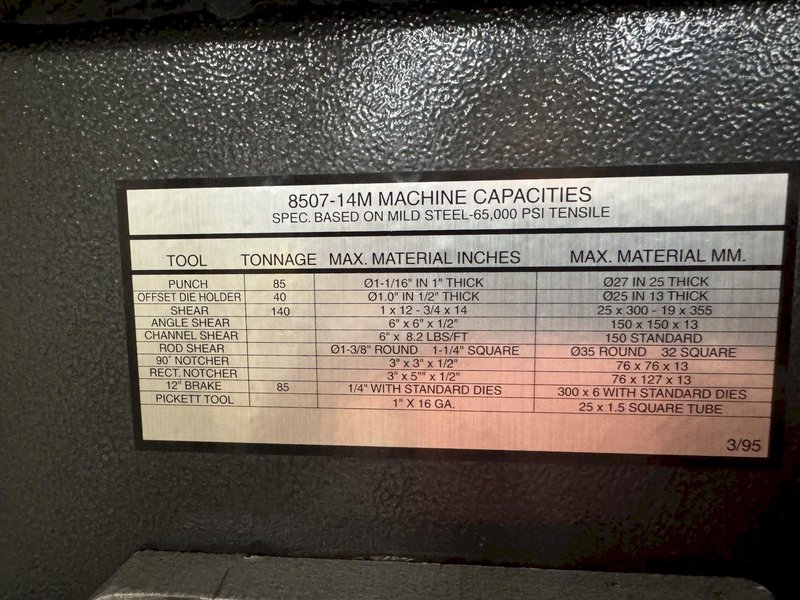 8507-14M MACHINE CAPACITIES
SPEC. BASED ON MILD STEEL-65,000 PSI TENSILE
TOOL TONNAGE MAX. MATERIAL INCHES MAX. MATERIAL MM.
PUNCH 85 Ø1-1/16" IN 1" THICK Ø27 IN 25 THICK
OFFSET DIE HOLDER 40 Ø1.0" IN 1/2" THICK Ø25 IN 13 THICK
SHEAR 140 1 x 12 - 3/4 x 14 25 x 300 - 19 x 355
ANGLE SHEAR 6" x 6" x 1/2" 150 x 150 x 13
CHANNEL SHEAR 6" x 8.2 LBS/FT 150 STANDARD
ROD SHEAR Ø1-3/8" ROUND 1-1/4" SQUARE Ø35 ROUND 32 SQUARE
90° NOTCHER 3" x 3" x 1/2" 76 x 76 x 13
RECT. NOTCHER 3" x 5"" x 1/2" 76 x 127 x 13
12" BRAKE 85 1/4" WITH STANDARD DIES 300 x 6 WITH STANDARD DIES
PICKETT TOOL 1" X 16 GA. 25 x 1.5 SQUARE TUBE
3/95